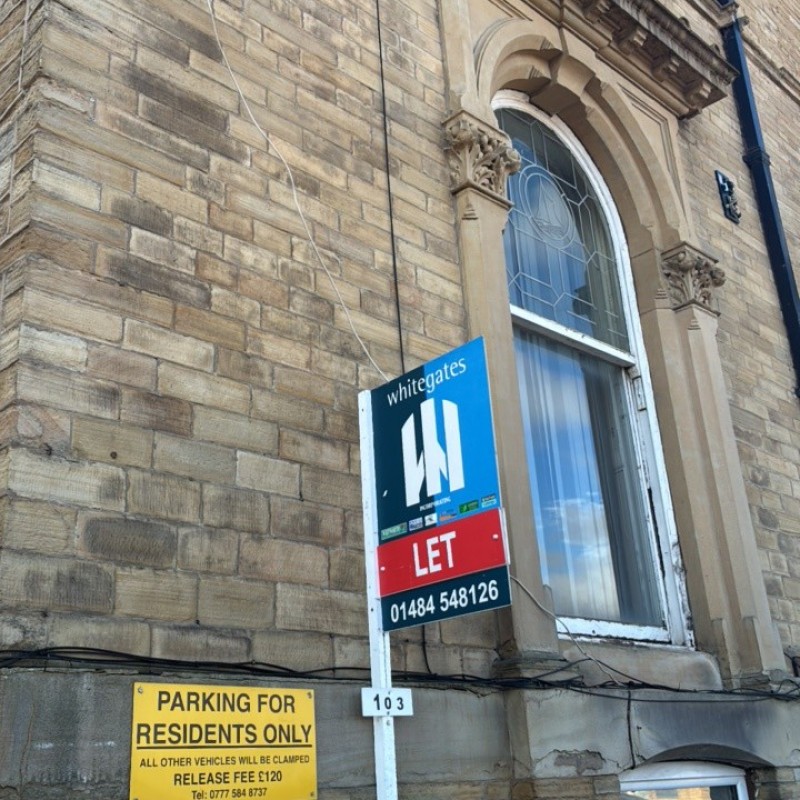 whitegates
INCORPORATING
LET
01484 548126
103
PARKING FOR
RESIDENTS ONLY
ALL OTHER VEHICLES WILL BE CLAMPED
RELEASE FEE £120
Tel: 0777 584 8737